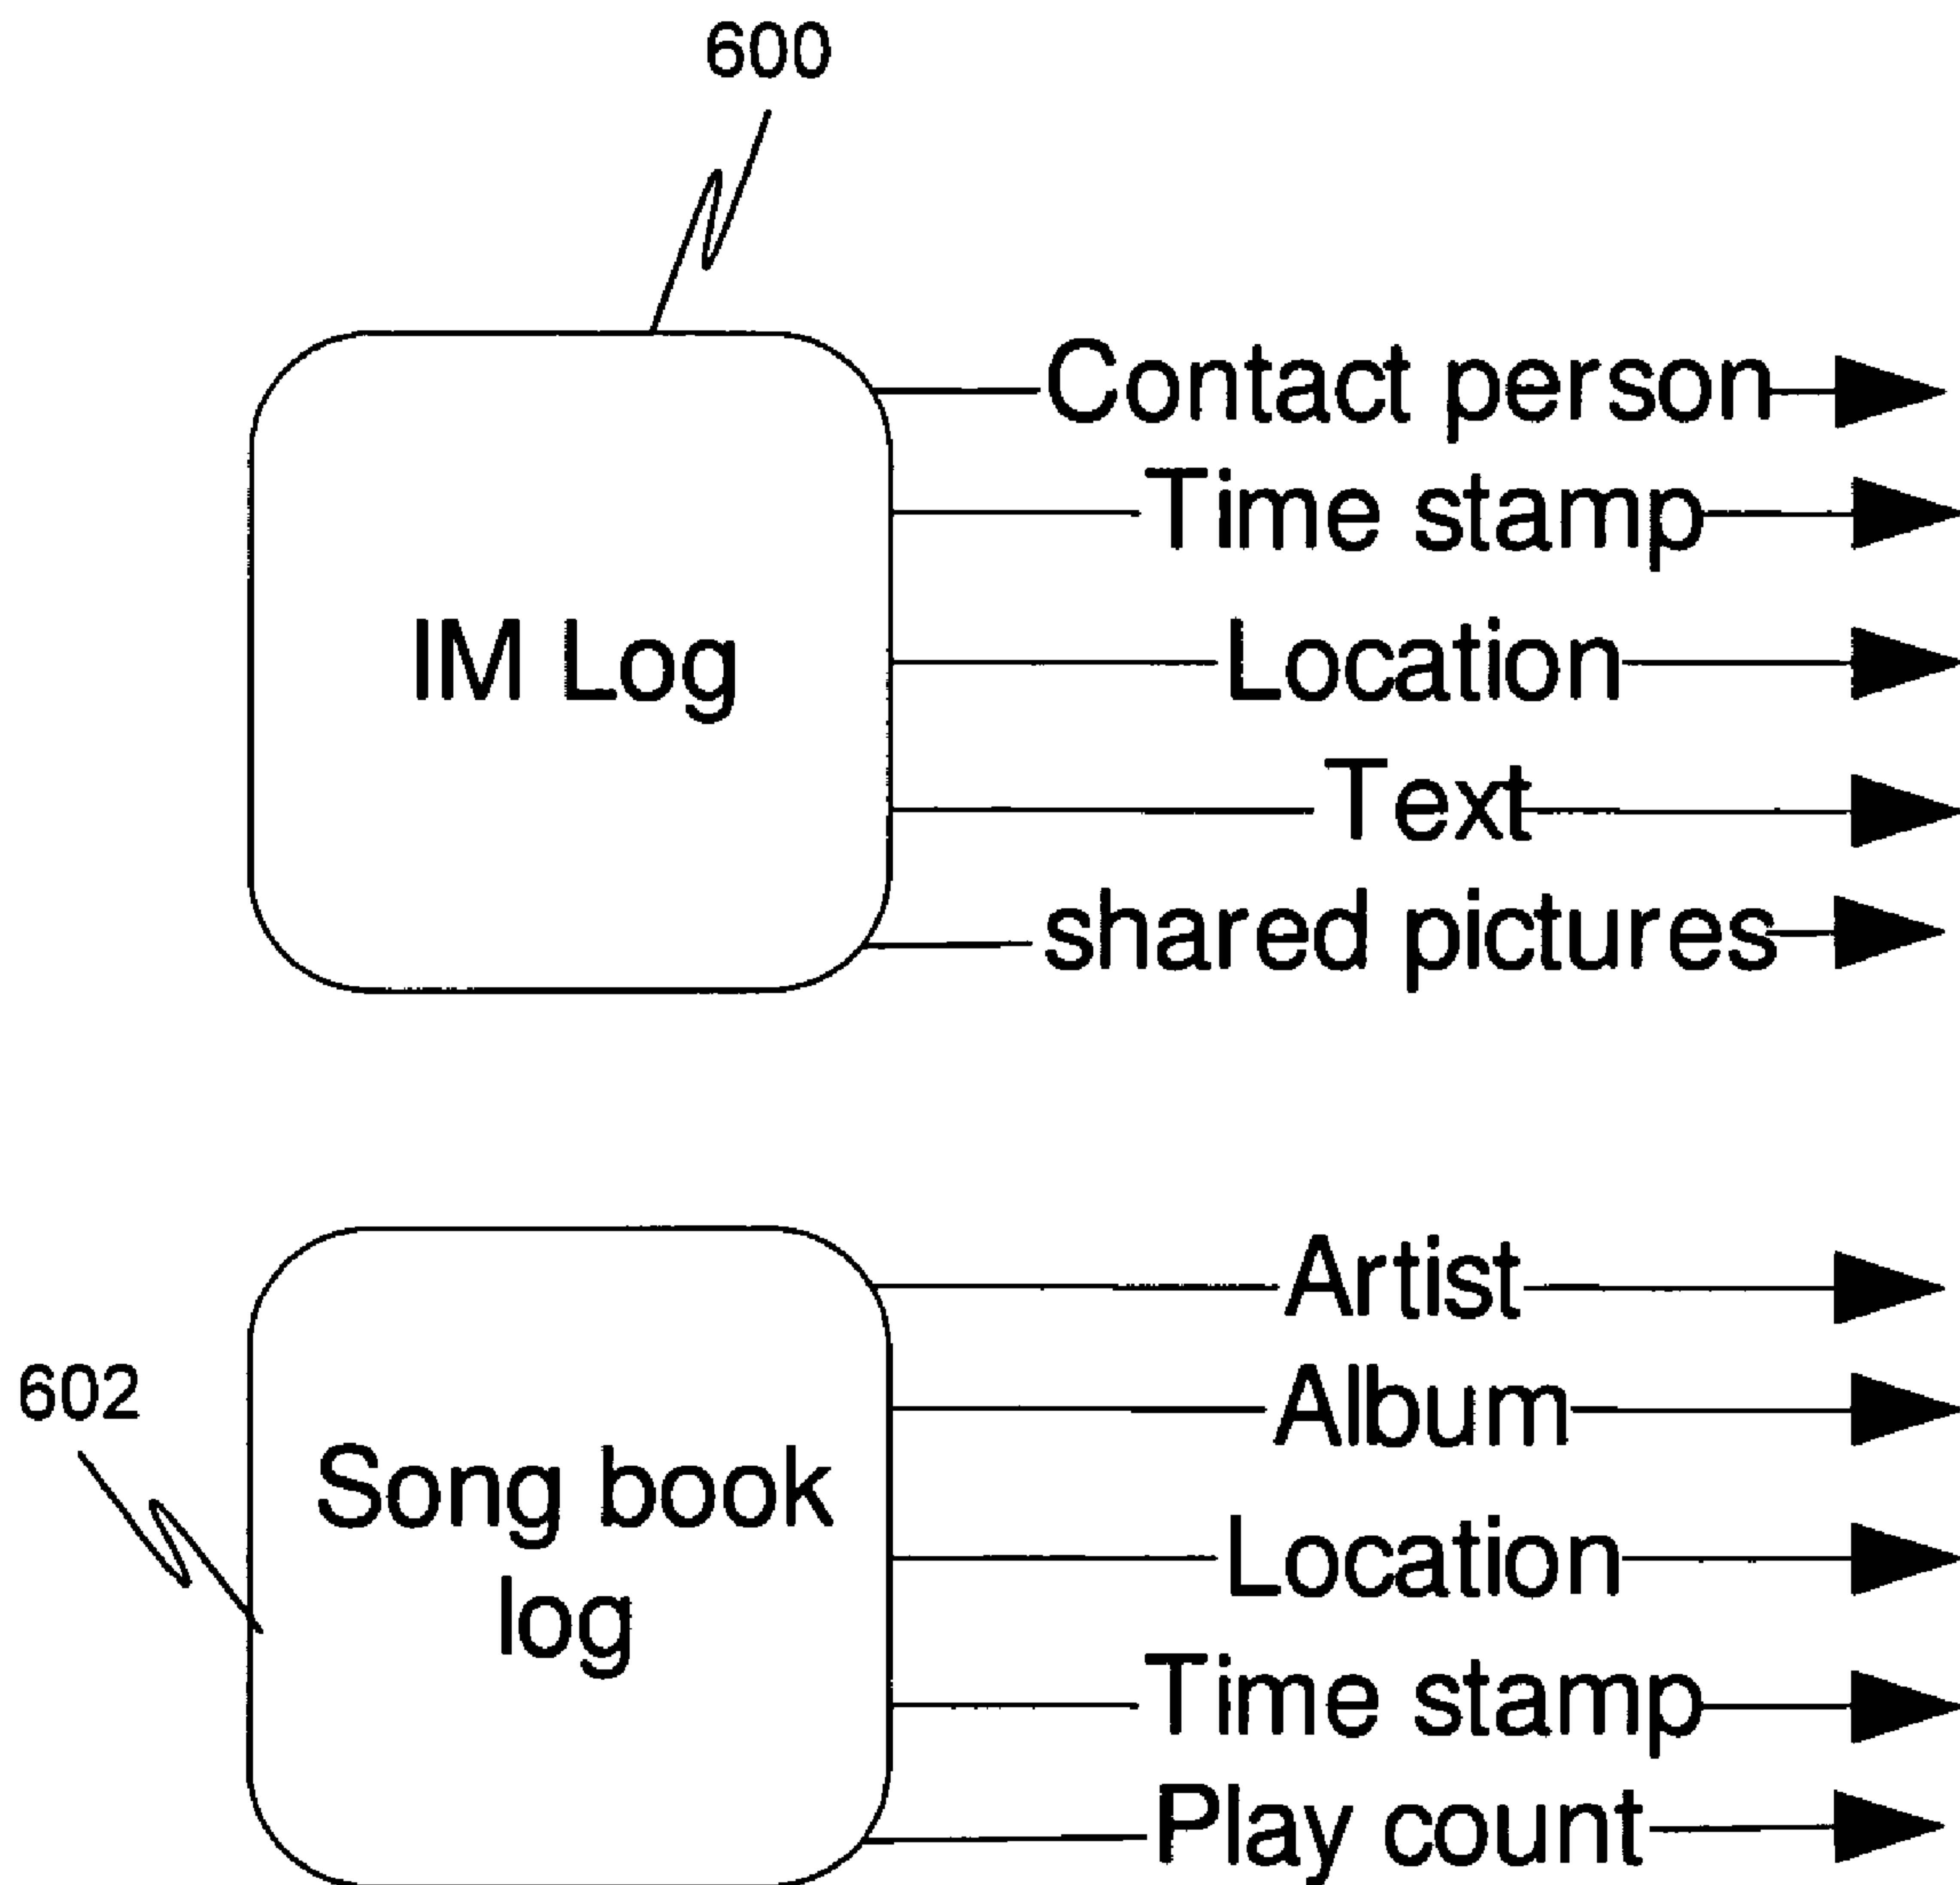 600
Contact person
Time stamp
IM Log
Location
Text
shared pictures
602
Artist
Album
Song book
log
Location
Time stamp
Play count